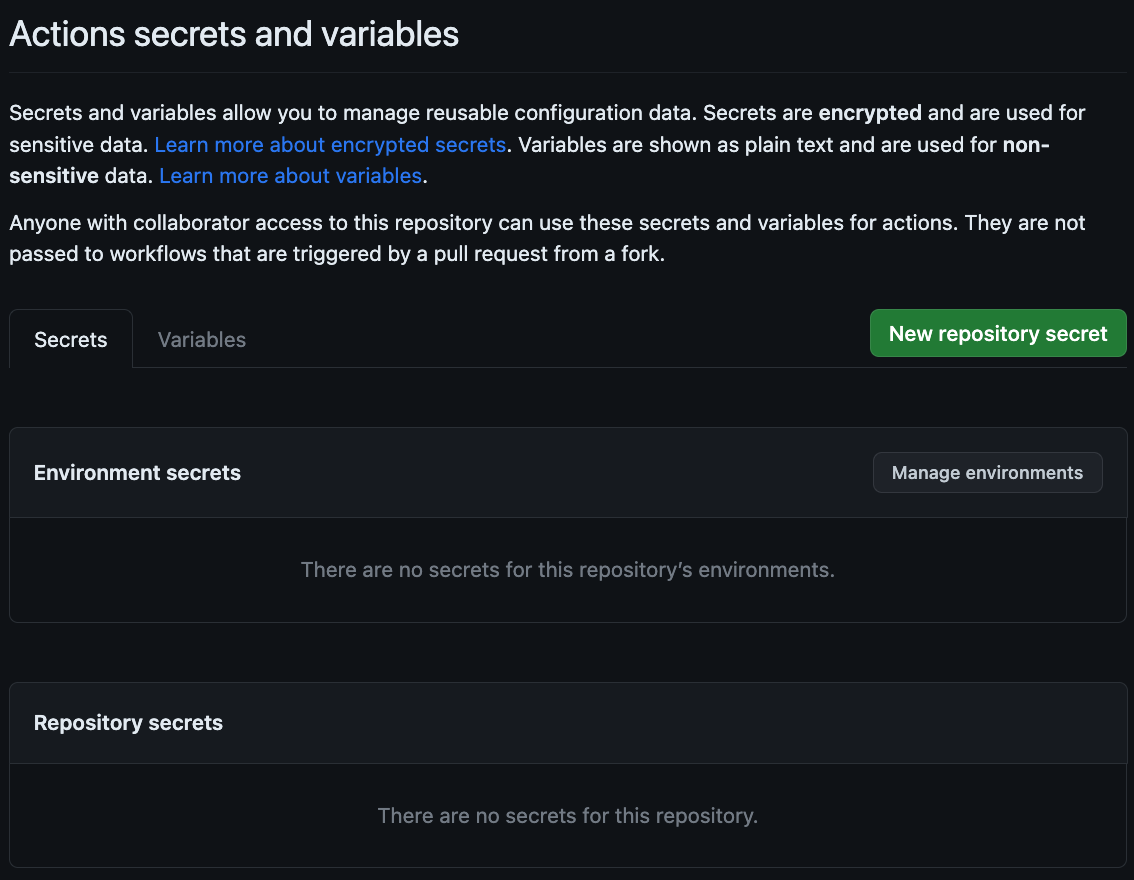 Actions secrets and variables
Secrets and variables allow you to manage reusable configuration data. Secrets are encrypted and are used for
sensitive data. Learn more about encrypted secrets. Variables are shown as plain text and are used for non-
sensitive data. Learn more about variables.
Anyone with collaborator access to this repository can use these secrets and variables for actions. They are not
passed to workflows that are triggered by a pull request from a fork.
Secrets
Variables
New repository secret
Environment secrets
Manage environments
There are no secrets for this repository’s environments.
Repository secrets
There are no secrets for this repository.